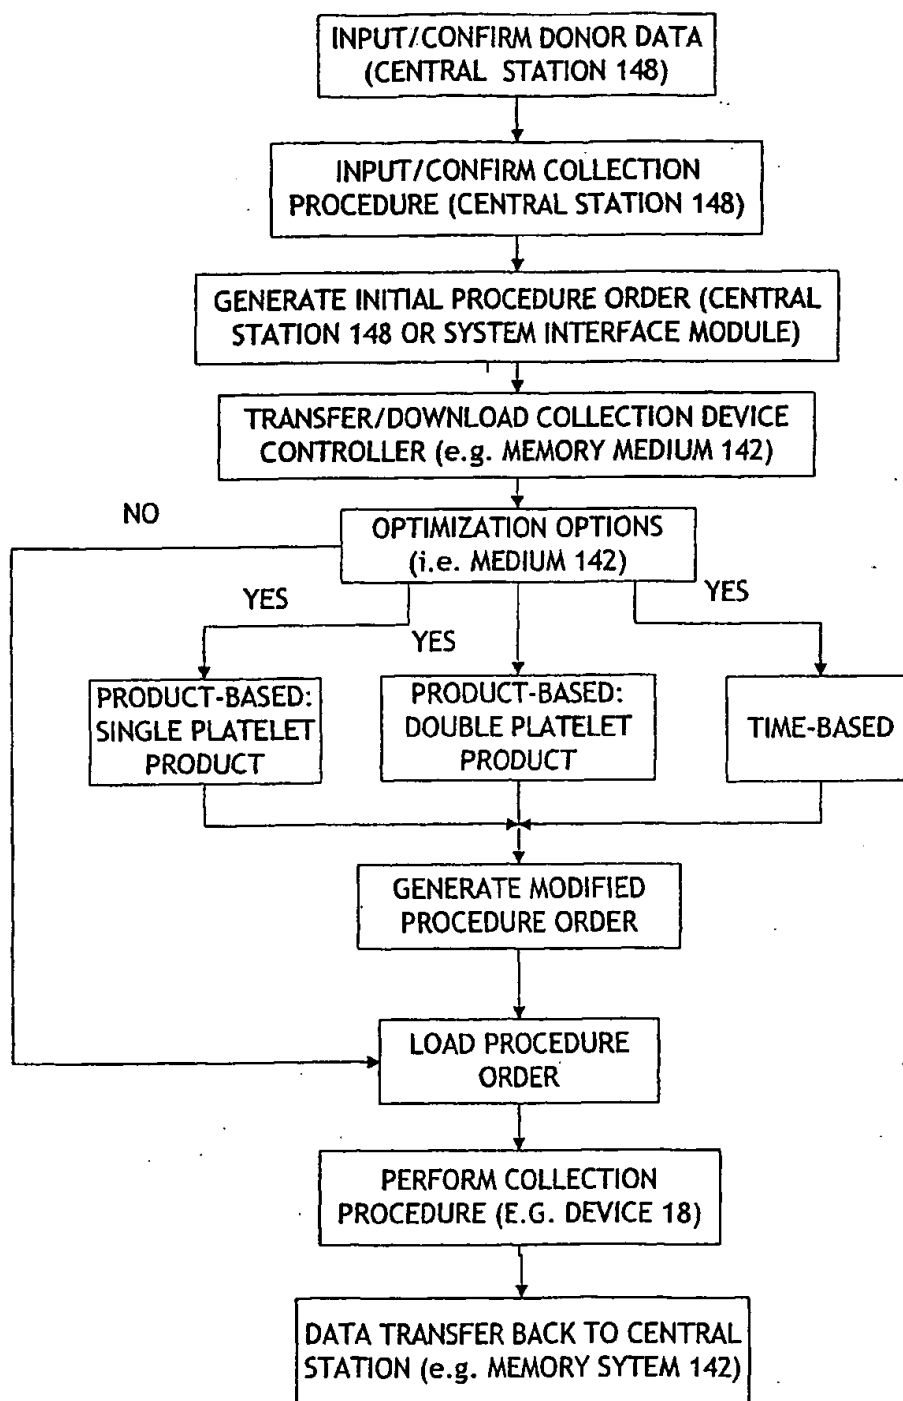 INPUT/CONFIRM DONOR DATA
(CENTRAL STATION 148)
INPUT/CONFIRM COLLECTION
PROCEDURE (CENTRAL STATION 148)
GENERATE INITIAL PROCEDURE ORDER (CENTRAL
STATION 148 OR SYSTEM INTERFACE MODULE)
TRANSFER/DOWNLOAD COLLECTION DEVICE
CONTROLLER (e.g. MEMORY MEDIUM 142)
NO
OPTIMIZATION OPTIONS
(i.e. MEDIUM 142)
YES
YES
YES
PRODUCT-BASED:
SINGLE PLATELET
PRODUCT
PRODUCT-BASED:
DOUBLE PLATELET
PRODUCT
TIME-BASED
GENERATE MODIFIED
PROCEDURE ORDER
LOAD PROCEDURE
ORDER
PERFORM COLLECTION
PROCEDURE (E.G. DEVICE 18)
DATA TRANSFER BACK TO CENTRAL
STATION (e.g. MEMORY SYTEM 142)